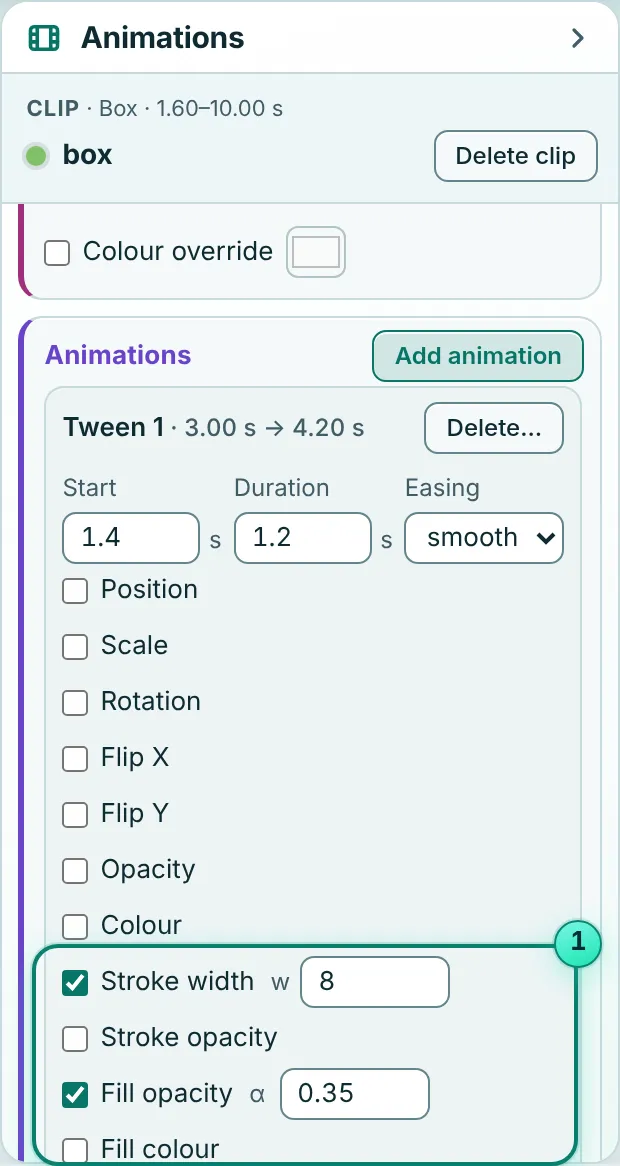 Animations
CLIP · Box · 1.60–10.00 s
box
Delete clip
Colour override
Animations
Add animation
Tween 1 · 3.00 s → 4.20 s
Delete...
Start Duration Easing
1.4 s 1.2 s smooth
Position
Scale
Rotation
Flip X
Flip Y
Opacity
Colour
1
Stroke width w 8
Stroke opacity
Fill opacity α 0.35
Fill colour